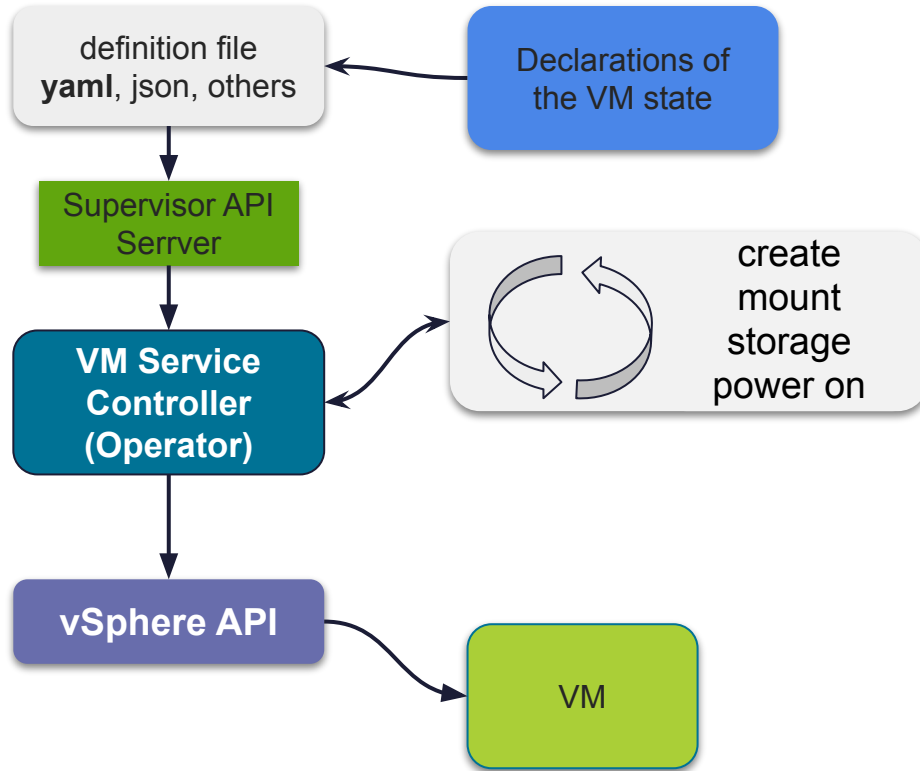 definition file
yaml, json, others
Declarations of
the VM state
Supervisor API
Serrver
create
mount
storage
power on
VM Service
Controller
(Operator)
vSphere API
VM